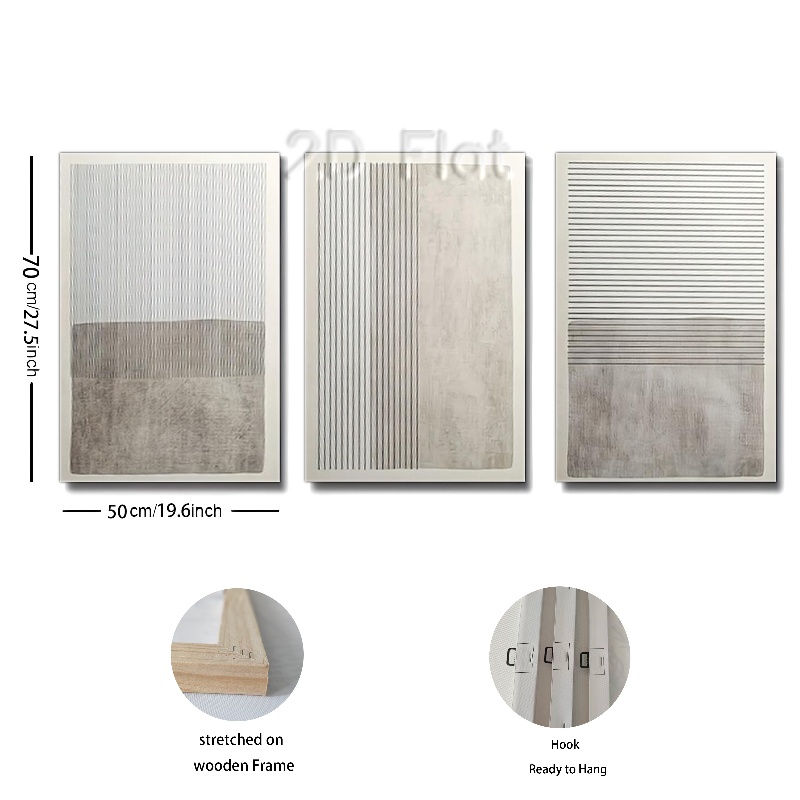 2D Flat
70 cm/27.5inch
50cm/19.6inch
stretched on
wooden Frame
Hook
Ready to Hang